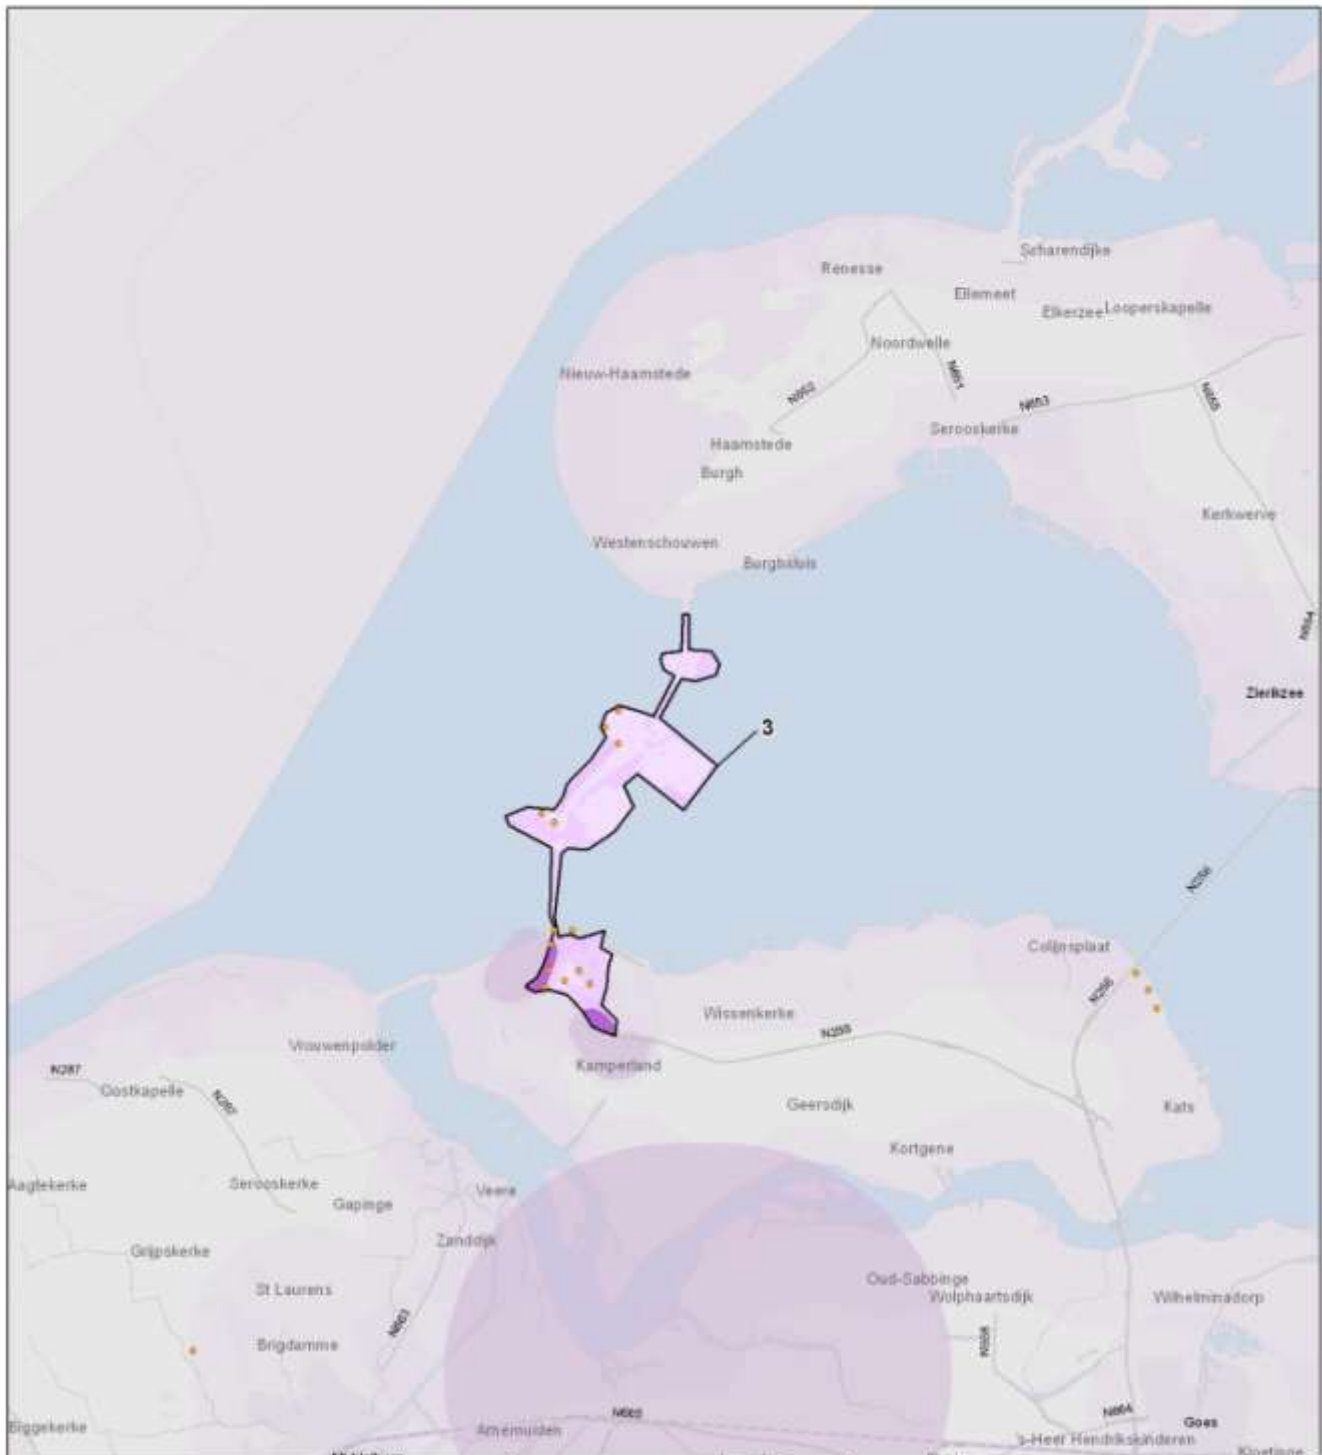 Scharendijke
Renesse
Ellemeet
Elkerzee
Looperskapelle
Noordwelle
Nieuw-Haamstede
N651
N652
N653
Haamstede
Serooskerke
Burgh
Kerkwerve
Westenschouwen
Burghsluis
N654
Zierikzee
3
N256
Colijnsplaat
N256
Wissenkerke
N255
Vrouwenpolder
Kamperland
N287
Oostkapelle
N287
Geersdijk
Kats
Kortgene
Aagtekerke
Serooskerke
Veere
Gapinge
Zanddijk
Grijpskerke
Oud-Sabbinge
St Laurens
Wolphaartsdijk
Wilhelminadorp
N663
Brigdamme
N664
Goes
Biggekerke
Arnemuiden
's-Heer Hendrikskinderen